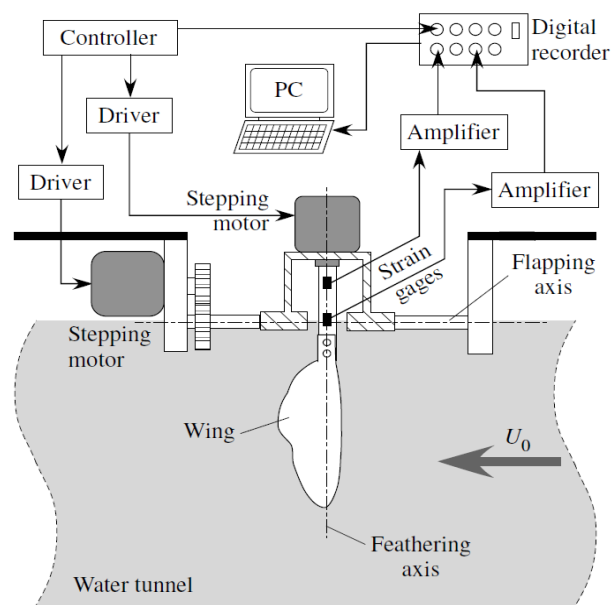 Controller
Digital
recorder
PC
Driver
Amplifier
Driver
Stepping
motor
Amplifier
Strain
gages
Flapping
axis
Stepping
motor
Wing
U0
Feathering
axis
Water tunnel